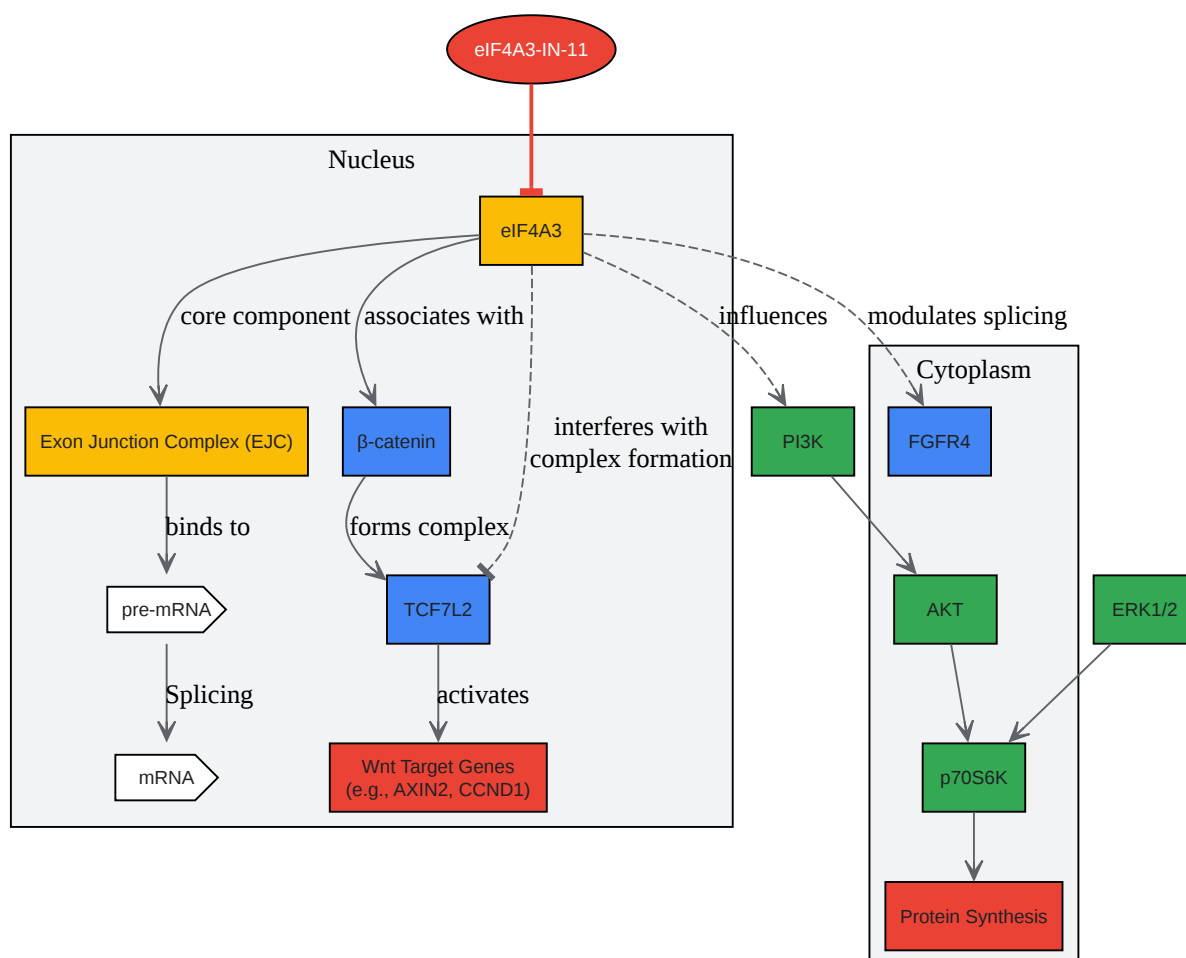 eIF4A3-IN-11
Nucleus
eIF4A3
core component
associates with
influences
modulates splicing
Cytoplasm
Exon Junction Complex (EJC)
β-catenin
interferes with
complex formation
PI3K
FGFR4
binds to
forms complex
pre-mRNA
TCF7L2
AKT
ERK1/2
Splicing
activates
mRNA
Wnt Target Genes
(e.g., AXIN2, CCND1)
p70S6K
Protein Synthesis